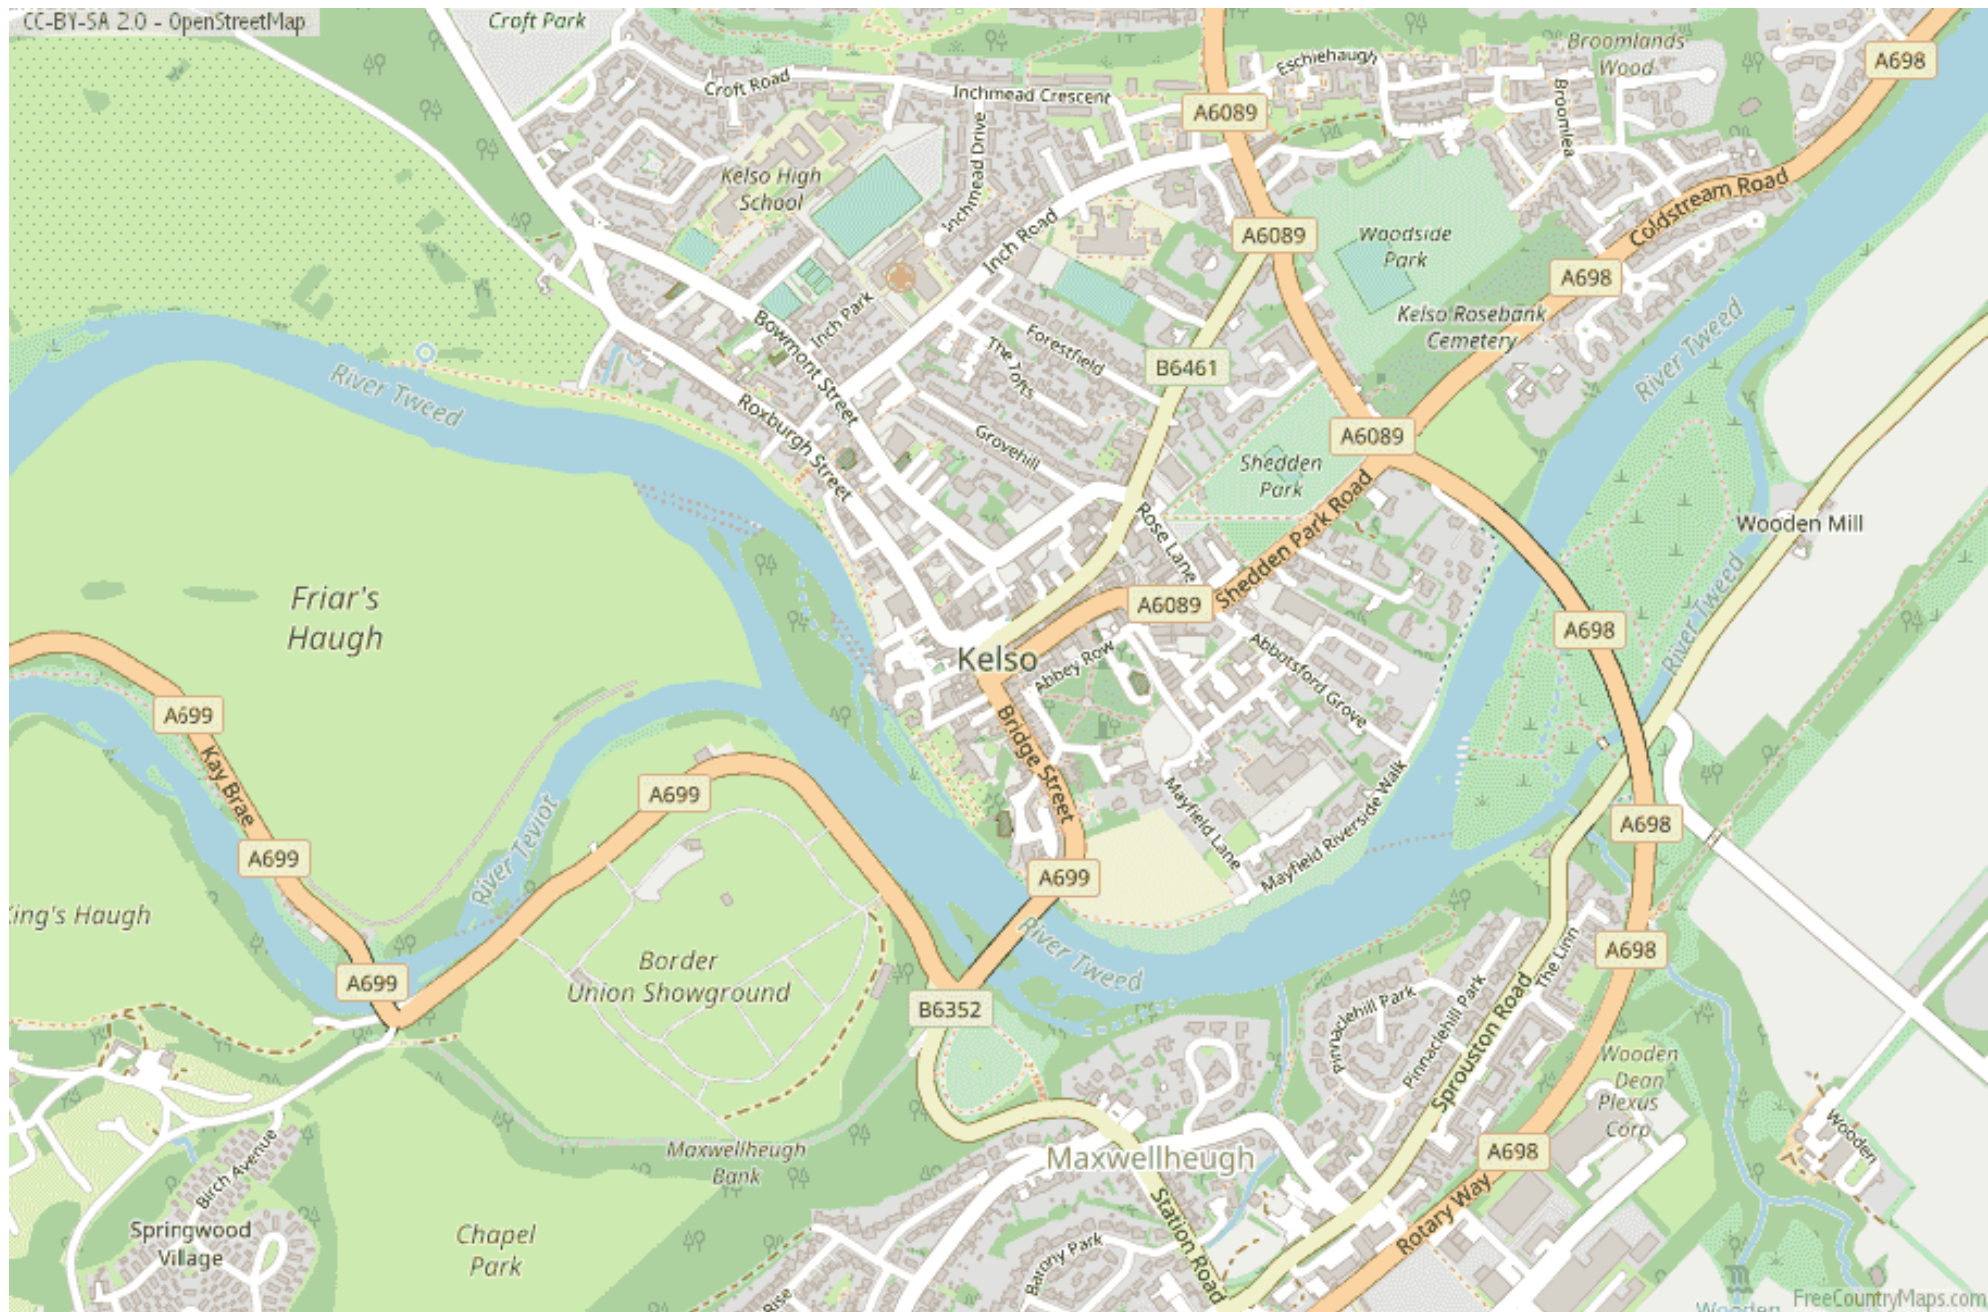 CC-BY-SA 2.0 - OpenStreetMap
Croft Park
Croft Road
Inchmead Crescent
Eschiehaugh
Broomlands
Wood
A698
A6089
Broomlea
Kelso High
School
Inchmead Drive
Inch Road
A6089
Woodside
Park
Coldstream Road
A698
Kelso Rosebank
Cemetery
River Tweed
River Tweed
Bowmont Street
Inch Park
Forestfield
The Tofts
B6461
Roxburgh Street
Grovehill
A6089
Shedden
Park
Rose Lane
Shedden Park Road
Wooden Mill
River Tweed
Friar's
Haugh
A6089
A698
Kelso
Abbey Row
Abbotsford Grove
A699
Kay Brae
Bridge Street
A699
River Teviot
Mayfield Lane
Mayfield Riverside Walk
A698
A699
A699
King's Haugh
Border
Union Showground
River Tweed
A699
B6352
A698
The Linn
Pinnaclehill Park
Pinnaclehill Park
Sprouston Road
Wooden
Dean
Plexus
Corp
Maxwellheugh
Bank
Maxwellheugh
A698
Wooden
Birch Avenue
Springwood
Village
Chapel
Park
Station Road
Rotary Way
Barony Park
Rise
Wooden
FreeCountryMaps.com